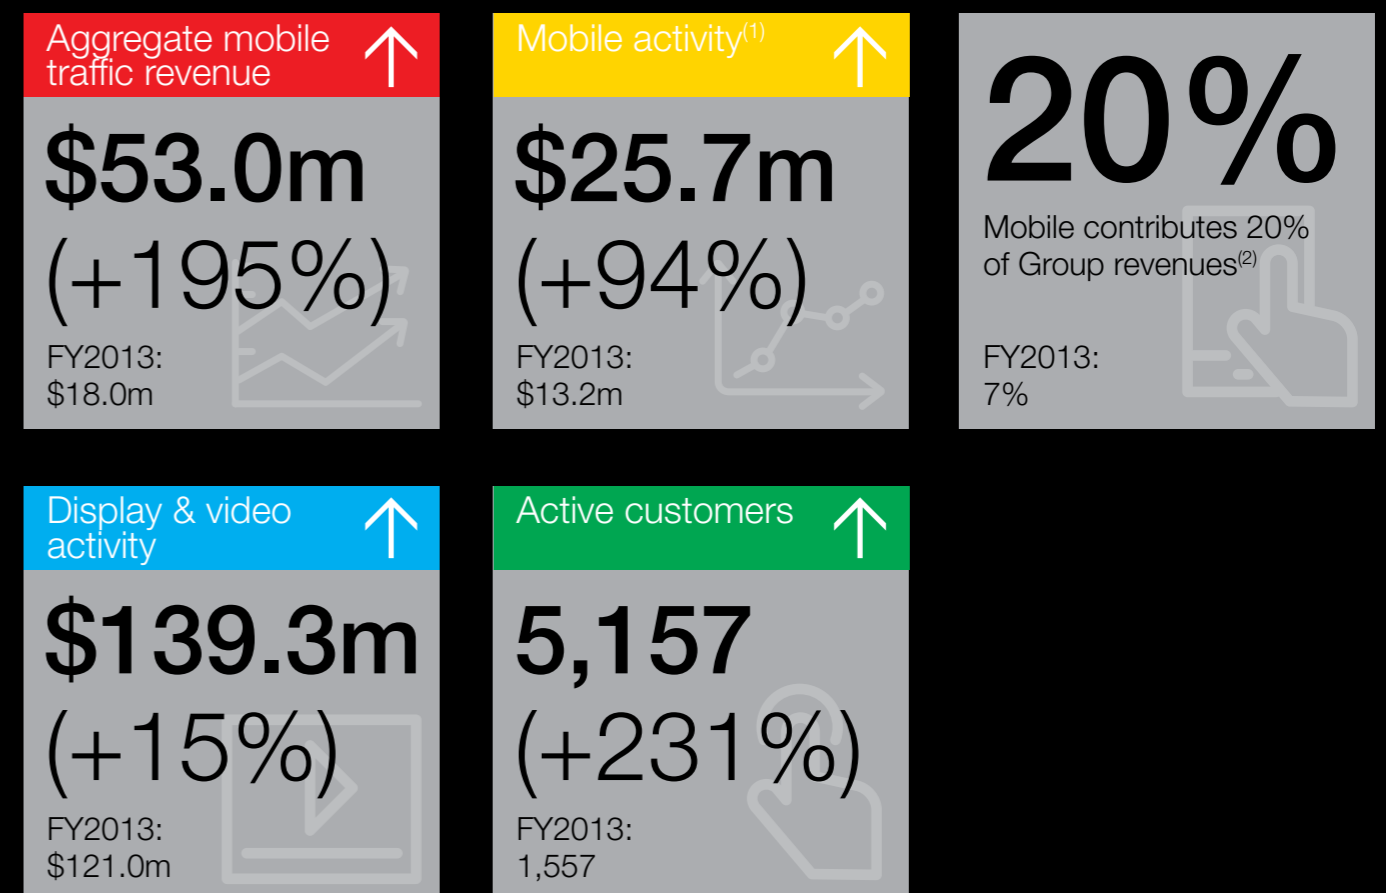 Aggregate mobile
traffic revenue
$53.0m
(+195%)
FY2013:
$18.0m
Mobile activity(1)
$25.7m
(+94%)
FY2013:
$13.2m
20%
Mobile contributes 20%
of Group revenues(2)
FY2013:
7%
Display & video
activity
$139.3m
(+15%)
FY2013:
$121.0m
Active customers
5,157
(+231%)
FY2013:
1,557